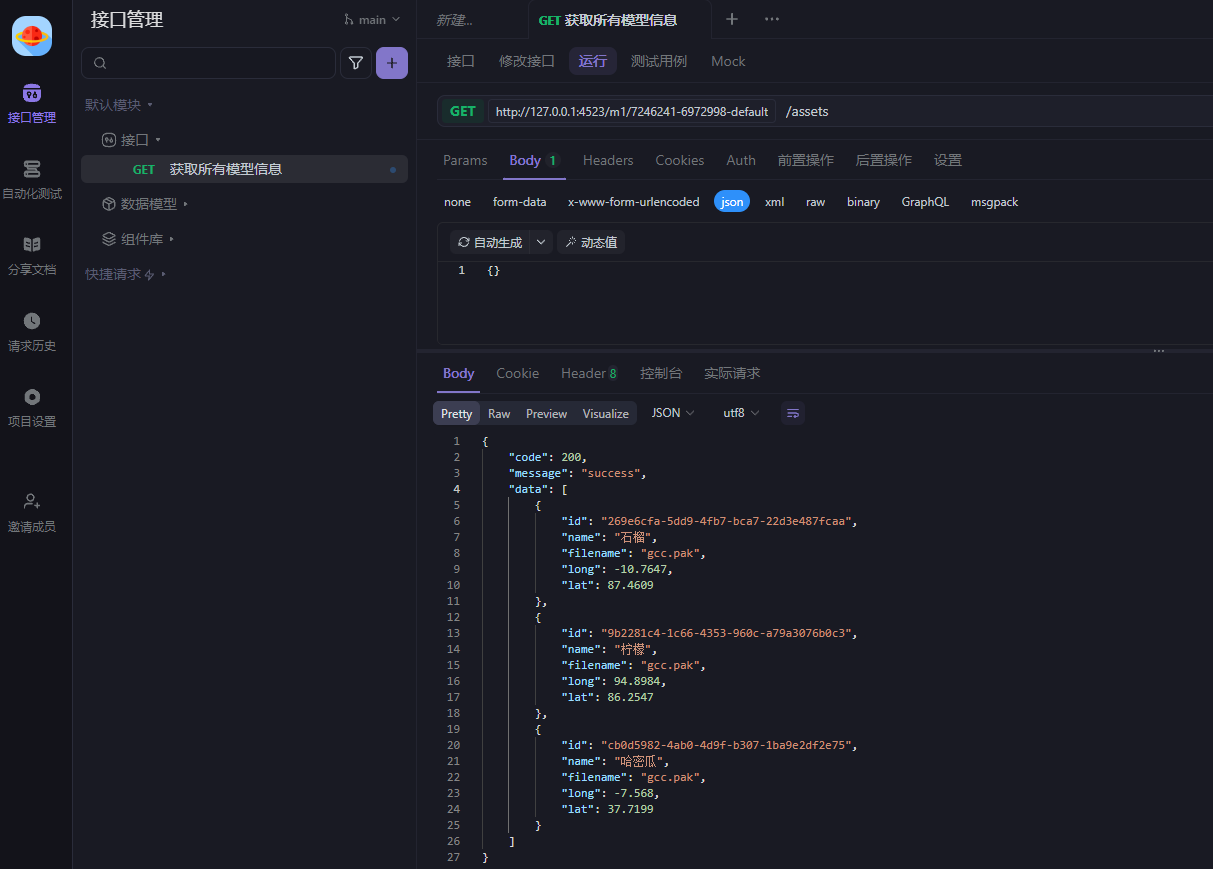 接口管理
main
新建...
GET 获取所有模型信息
接口管理
自动化测试
分享文档
请求历史
项目设置
邀请成员
默认模块
接口
GET 获取所有模型信息
数据模型
组件库
快捷请求
接口 修改接口 运行 测试用例 Mock
GET http://127.0.0.1:4523/m1/7246241-6972998-default /assets
Params Body 1 Headers Cookies Auth 前置操作 后置操作 设置
none form-data x-www-form-urlencoded json xml raw binary GraphQL msgpack
自动生成 动态值
1 {}
Body Cookie Header 8 控制台 实际请求
Pretty Raw Preview Visualize JSON utf8
1 {
2 "code": 200,
3 "message": "success",
4 "data": [
5 {
6 "id": "269e6cfa-5dd9-4fb7-bca7-22d3e487fcaa",
7 "name": "石榴",
8 "filename": "gcc.pak",
9 "long": -10.7647,
10 "lat": 87.4609
11 },
12 {
13 "id": "9b2281c4-1c66-4353-960c-a79a3076b0c3",
14 "name": "柠檬",
15 "filename": "gcc.pak",
16 "long": 94.8984,
17 "lat": 86.2547
18 },
19 {
20 "id": "cb0d5982-4ab0-4d9f-b307-1ba9e2df2e75",
21 "name": "哈密瓜",
22 "filename": "gcc.pak",
23 "long": -7.568,
24 "lat": 37.7199
25 }
26 ]
27 }